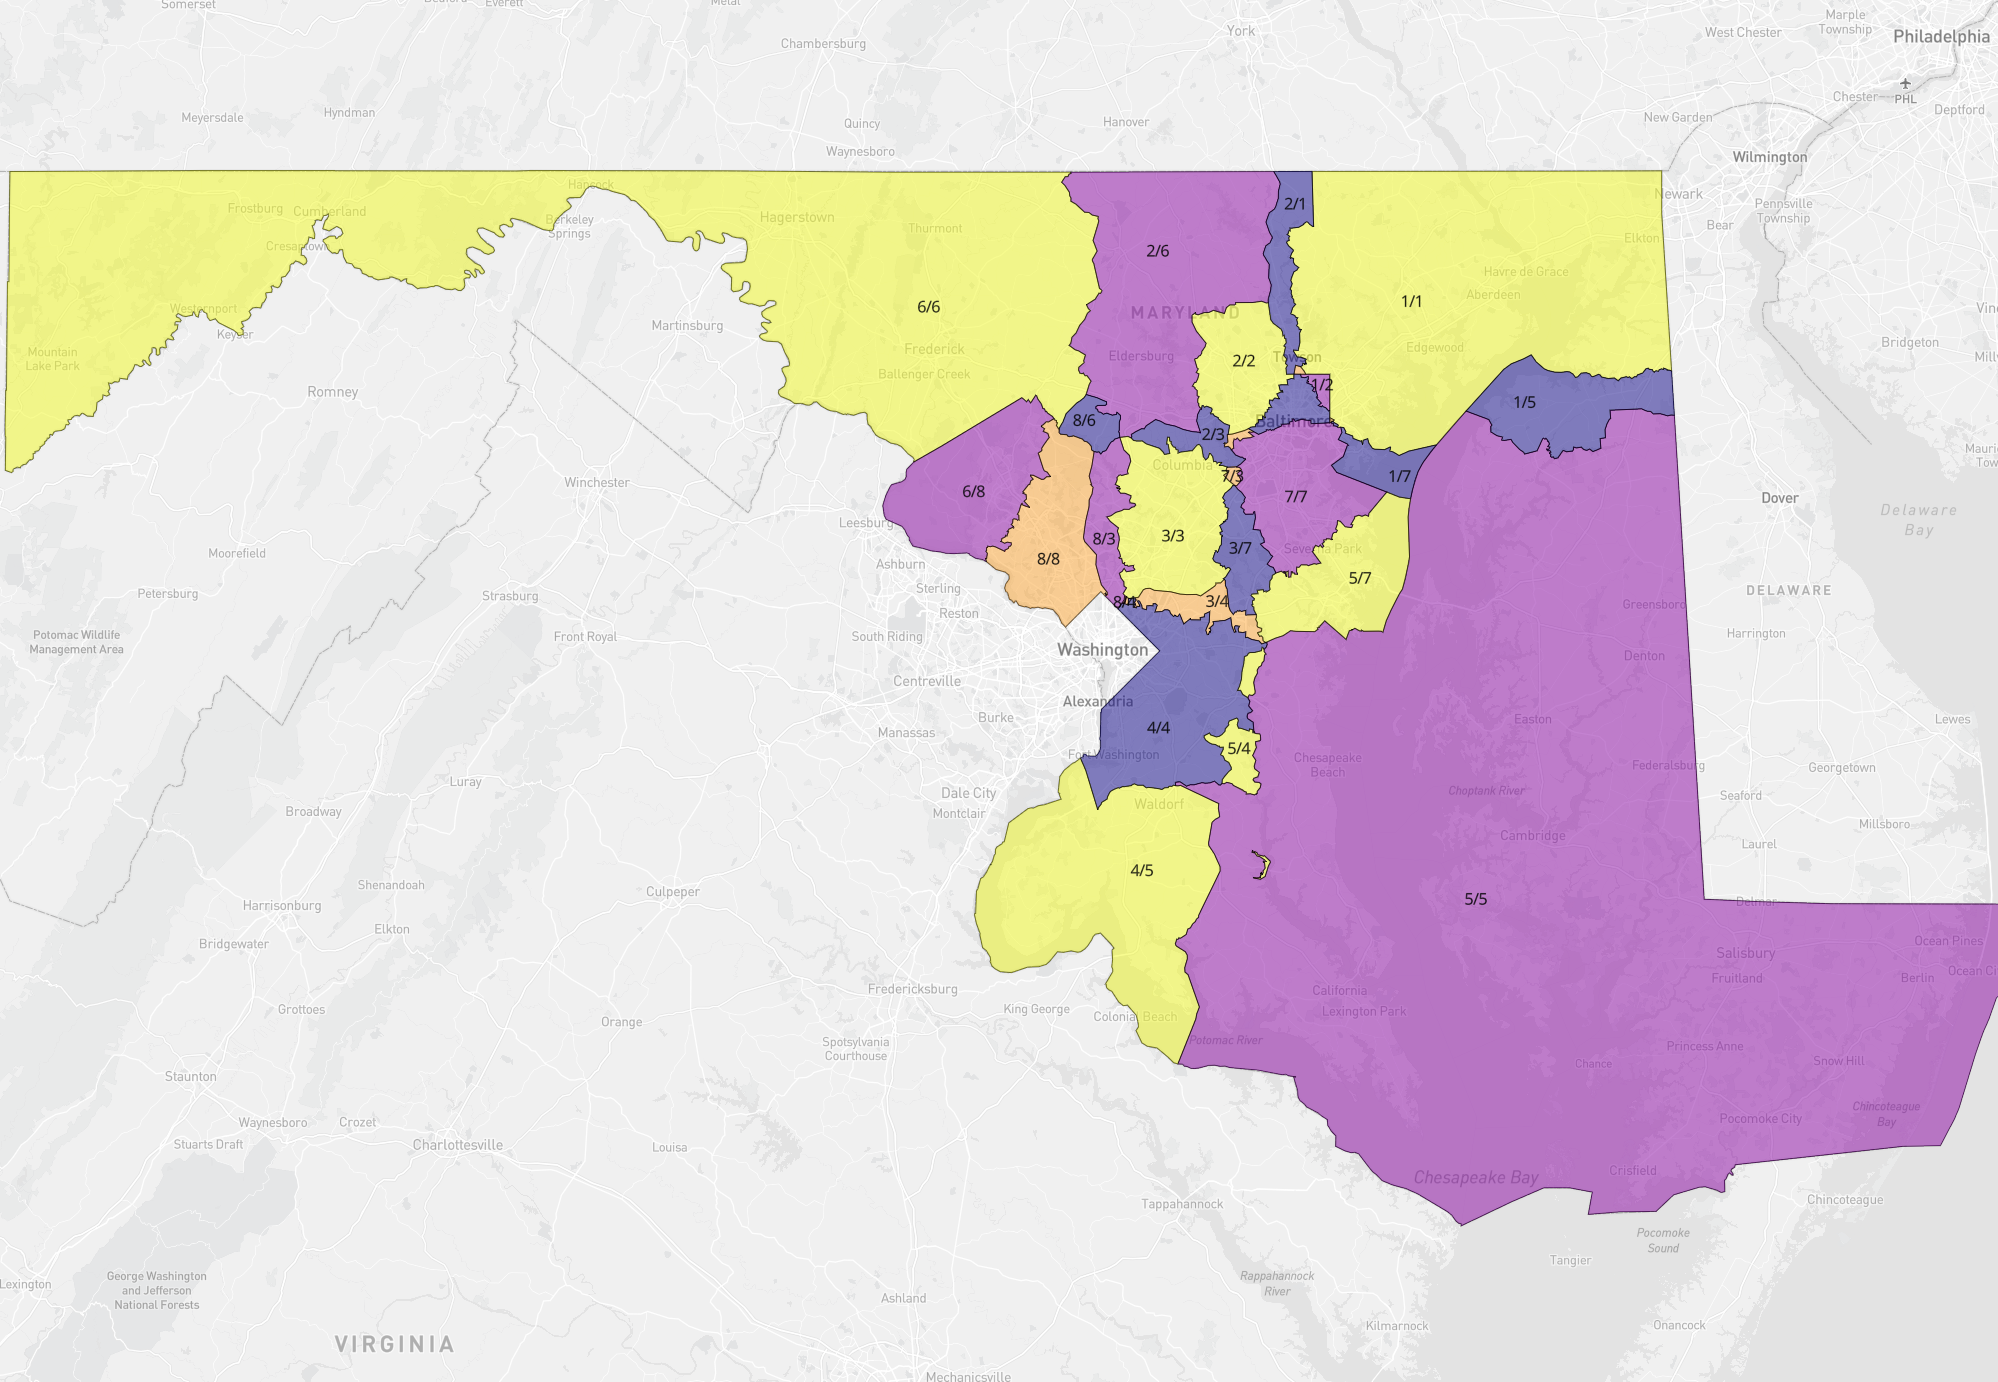 Somerset
Everett
Metal
York
Chambersburg
West Chester
Marple
Township
Philadelphia
PHL
Chester
Deptford
Meyersdale
Hyndman
Quincy
Hanover
New Garden
Waynesboro
Wilmington
Newark
Pennsville
Township
Bear
Hancock
Frostburg
Cumberland
Cresaptown
Berkeley
Springs
Hagerstown
Thurmont
2/1
2/6
Elkton
Havre de Grace
Aberdeen
1/1
6/6
MARYLAND
Westernport
Keyser
Martinsburg
Frederick
Ballenger Creek
Eldersburg
2/2
Towson
Edgewood
Bridgeton
Mountain
Lake Park
Romney
1/2
1/5
8/6
2/3
Baltimore
Columbia
7/3
1/7
Winchester
6/8
7/7
Dover
Leesburg
Delaware
Bay
Moorefield
8/3
3/3
3/7
Severna Park
8/8
5/7
Ashburn
Sterling
Reston
8/4
3/4
Petersburg
Strasburg
DELAWARE
Greensboro
Potomac Wildlife
Management Area
Front Royal
South Riding
Washington
Harrington
Denton
Centreville
Alexandria
Burke
Manassas
4/4
Easton
Lewes
5/4
Fort Washington
Chesapeake
Beach
Federalsburg
Georgetown
Luray
Dale City
Montclair
Waldorf
Choptank River
Seaford
Broadway
Cambridge
Millsboro
Laurel
4/5
Shenandoah
Culpeper
5/5
Harrisonburg
Delmar
Elkton
Bridgewater
Salisbury
Fruitland
Ocean Pines
Berlin
Ocean Ci
Fredericksburg
California
Lexington Park
Grottoes
King George
Colonial Beach
Orange
Spotsylvania
Courthouse
Potomac River
Princess Anne
Chance
Snow Hill
Staunton
Waynesboro
Crozet
Stuarts Draft
Charlottesville
Louisa
Pocomoke City
Chincoteague
Bay
Chesapeake Bay
Crisfield
Tappahannock
Chincoteague
Pocomoke
Sound
Tangier
Lexington
George Washington
and Jefferson
National Forests
Rappahannock
River
Ashland
VIRGINIA
Kilmarnock
Onancock
Mechanicsville